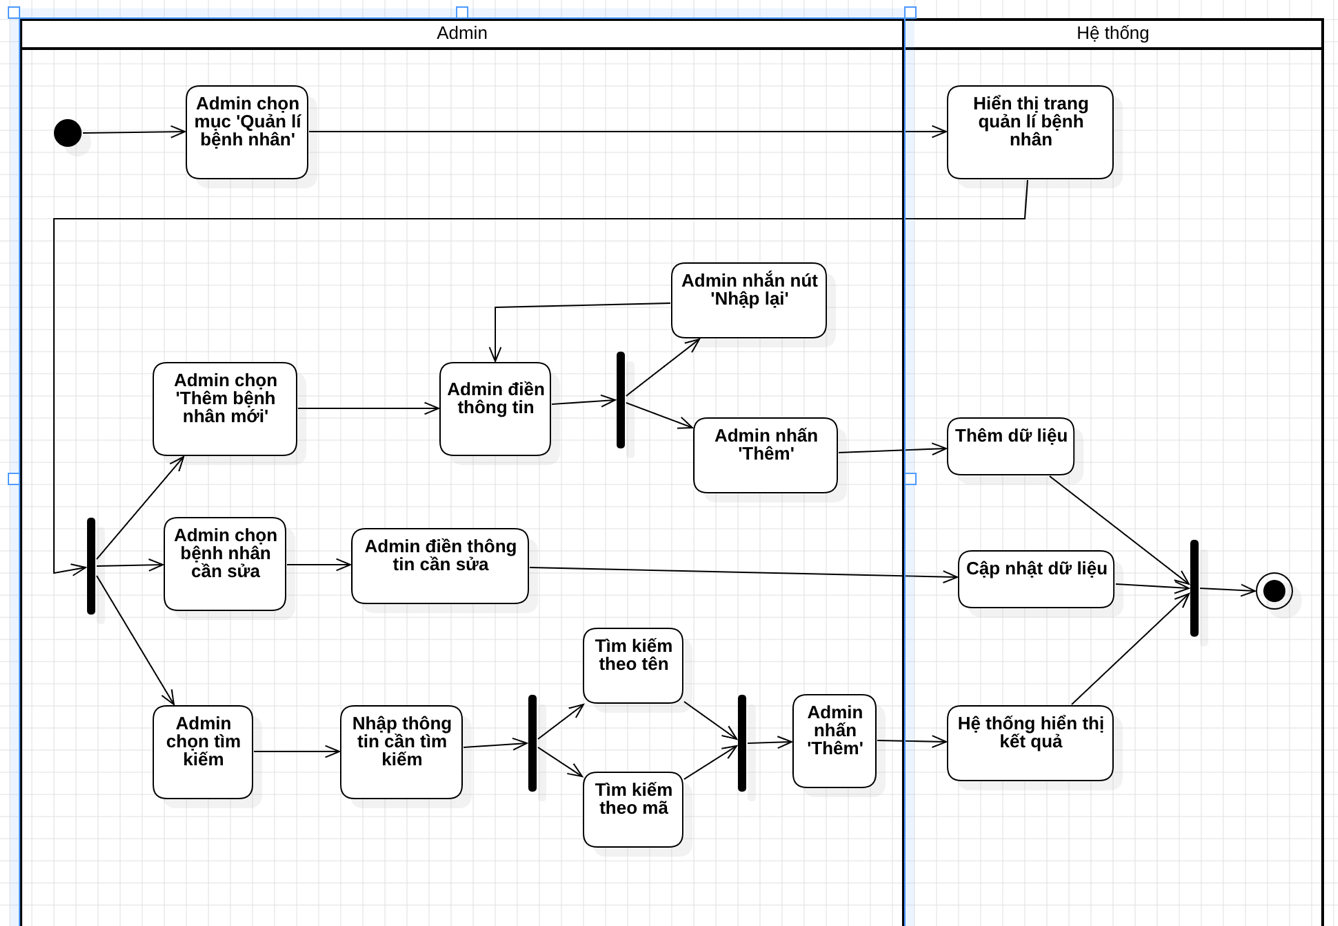 Admin
Hệ thống
Admin chọn
mục 'Quản lí
bệnh nhân'
Hiển thị trang
quản lí bệnh
nhân
Admin nhắn nút
'Nhập lại'
Admin chọn
'Thêm bệnh
nhân mới'
Admin điền
thông tin
Admin nhấn
'Thêm'
Thêm dữ liệu
Admin chọn
bệnh nhân
cần sửa
Admin điền thông
tin cần sửa
Cập nhật dữ liệu
Tìm kiếm
theo tên
Admin
chọn tìm
kiếm
Nhập thông
tin cần tìm
kiếm
Tìm kiếm
theo mã
Admin
nhấn
'Thêm'
Hệ thống hiển thị
kết quả